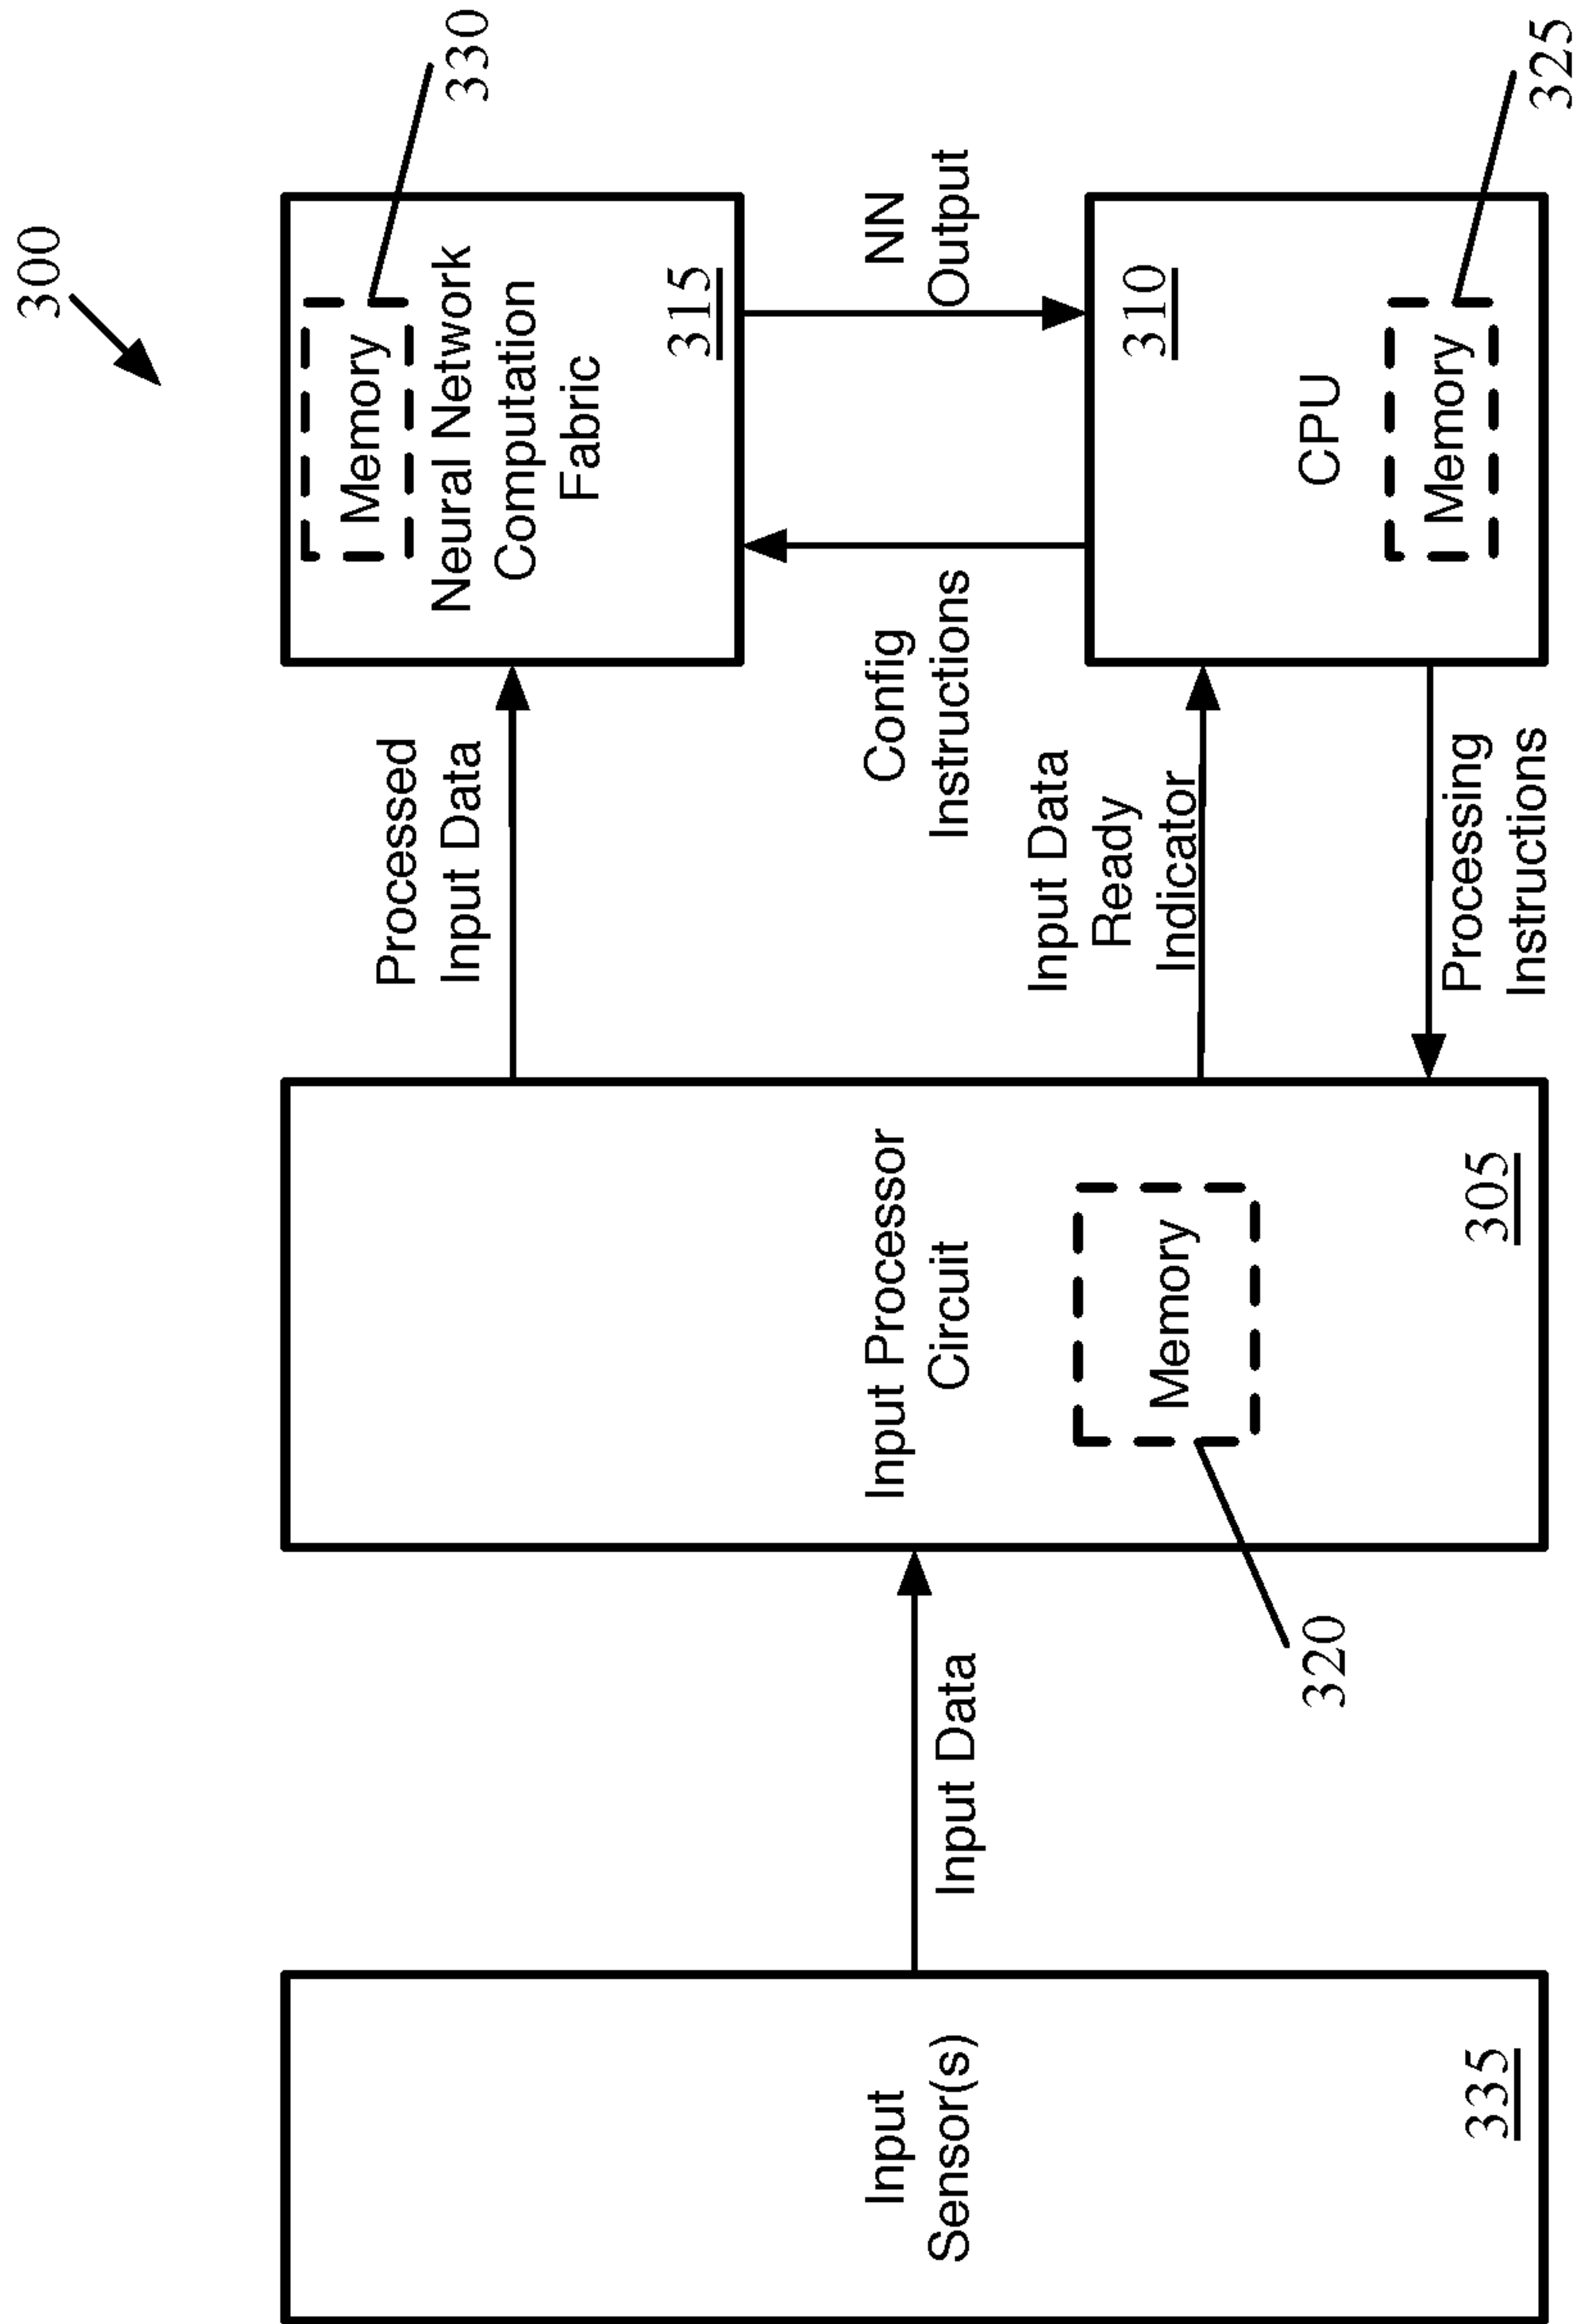 300
330
Memory
Neural Network
Computation
Fabric
315
Processed
Input Data
Config
Instructions
NN
Output
Input Processor
Circuit
Memory
305
320
Input
Sensor(s)
335
Input Data
Input Data
Ready
Indicator
310
CPU
Memory
325
Processing
Instructions